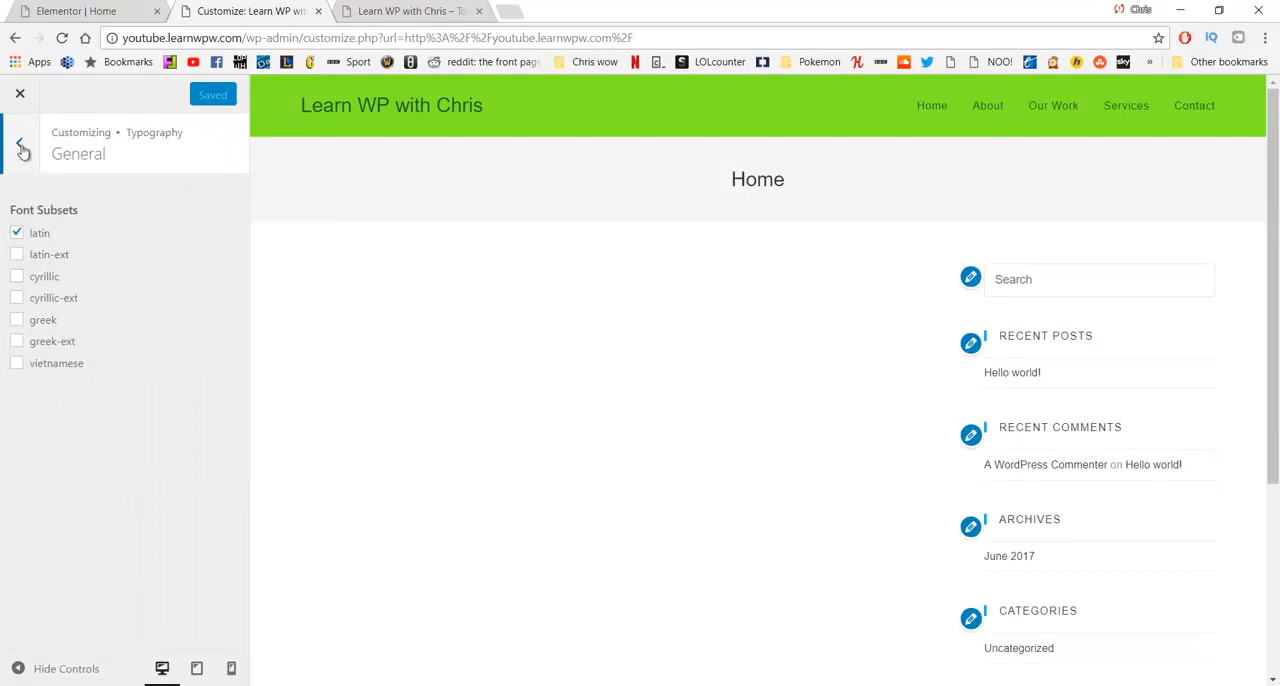 Elementor | Home
Customize: Learn WP wit
Learn WP with Chris – To
Chris
youtube.learnwpw.com/wp-admin/customize.php?url=http%3A%2F%2Fyoutube.learnwpw.com%2F
Apps
Bookmarks
Sport
reddit: the front pag
Chris wow
LOLcounter
Pokemon
NOO!
sky
»
Other bookmarks
Saved
Customizing • Typography
General
Font Subsets
latin
latin-ext
cyrillic
cyrillic-ext
greek
greek-ext
vietnamese
Hide Controls
Learn WP with Chris
Home
About
Our Work
Services
Contact
Home
Search
RECENT POSTS
Hello world!
RECENT COMMENTS
A WordPress Commenter on Hello world!
ARCHIVES
June 2017
CATEGORIES
Uncategorized